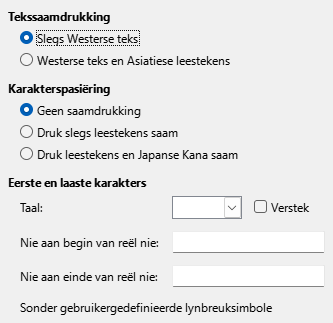 Tekssaamdrukking
Slegs Westerse teks
Westerse teks en Asiatiese leestekens
Karakterspasiëring
Geen saamdrukking
Druk slegs leestekens saam
Druk leestekens en Japanse Kana saam
Eerste en laaste karakters
Taal: Verstek
Nie aan begin van reël nie:
Nie aan einde van reël nie:
Sonder gebruikergedefinieerde lynbreuksimbole